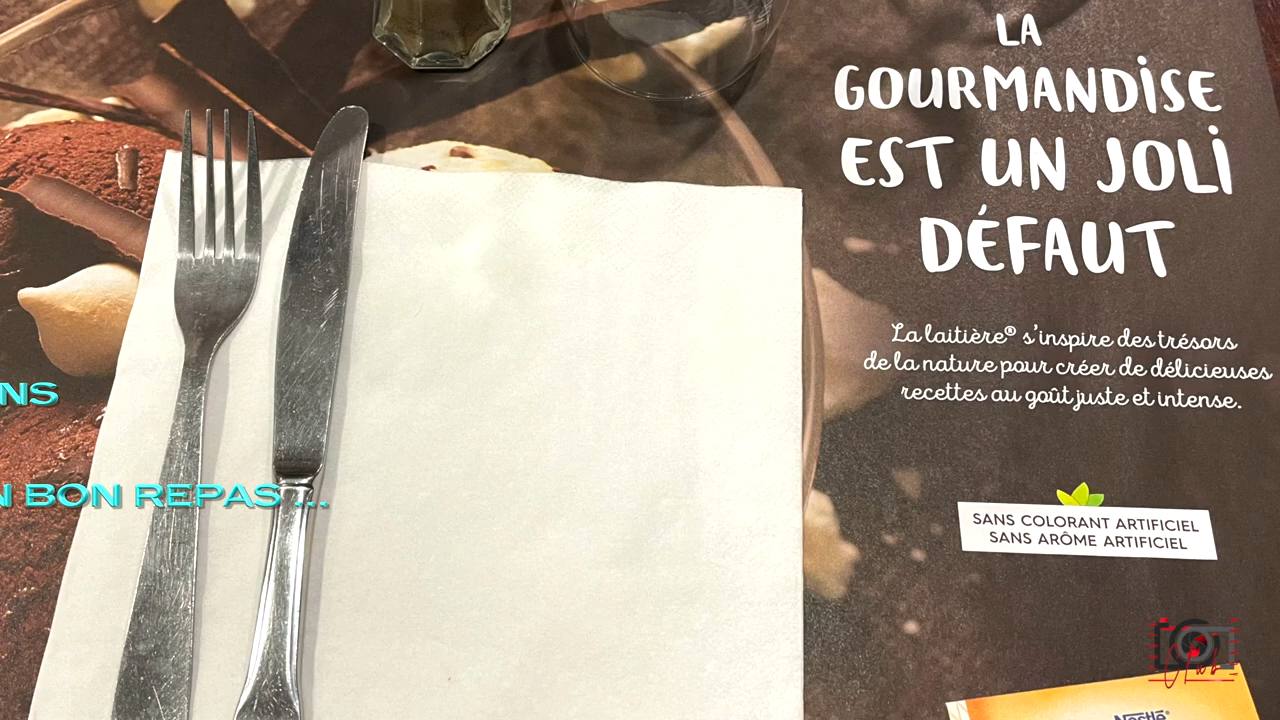 LA
GOURMANDISE
EST UN JOLI
DÉFAUT
La laitière® s'inspire des trésors
de la nature pour créer de délicieuses
recettes au goût juste et intense.
NS
N BON REPAS ...
SANS COLORANT ARTIFICIEL
SANS ARÔME ARTIFICIEL
Nestlé®